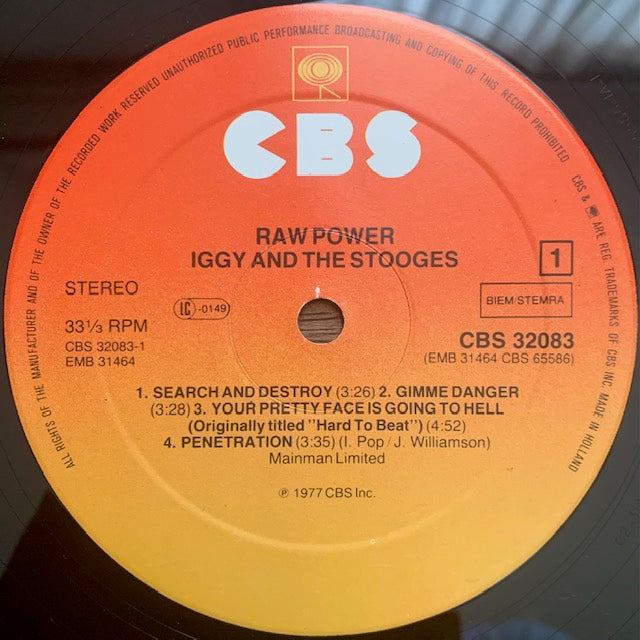 ALL RIGHTS OF THE MANUFACTURER AND OF THE OWNER OF THE RECORDED WORK RESERVED UNAUTHORIZED PUBLIC PERFORMANCE BROADCASTING AND COPYING OF THIS RECORD PROHIBITED
CBS & ARE REG. TRADEMARKS OF CBS INC. MADE IN HOLLAND
CBS
RAW POWER
IGGY AND THE STOOGES
1
STEREO
LC-0149
BIEM/STEMRA
33⅓ RPM
CBS 32083-1
EMB 31464
CBS 32083
(EMB 31464 CBS 65586)
1. SEARCH AND DESTROY (3:26) 2. GIMME DANGER
(3:28) 3. YOUR PRETTY FACE IS GOING TO HELL
(Originally titled "Hard To Beat") (4:52)
4. PENETRATION (3:35) (I. Pop / J. Williamson)
Mainman Limited
℗ 1977 CBS Inc.